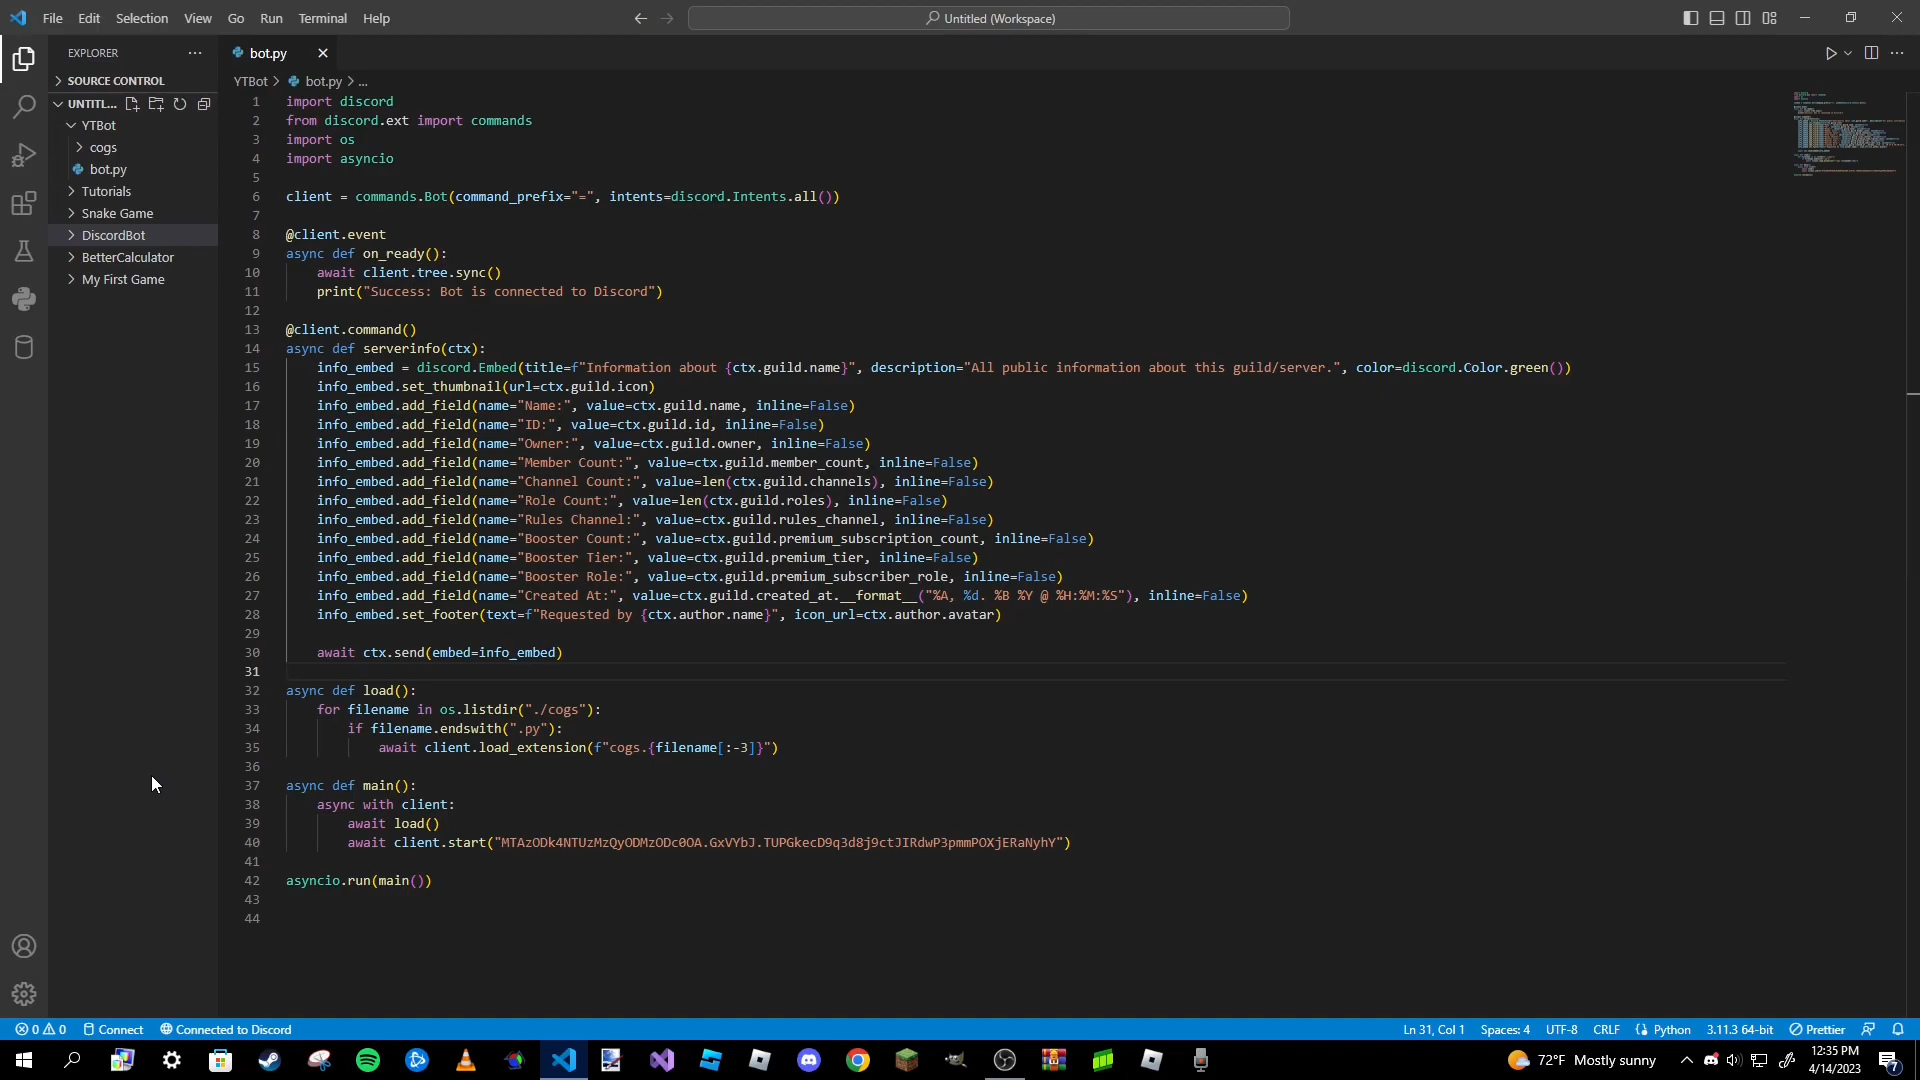 File Edit Selection View Go Run Terminal Help
Untitled (Workspace)
EXPLORER
SOURCE CONTROL
UNTITL...
YTBot
cogs
bot.py
Tutorials
Snake Game
DiscordBot
BetterCalculator
My First Game
bot.py
YTBot > bot.py > ...
1 import discord
2 from discord.ext import commands
3 import os
4 import asyncio
5
6 client = commands.Bot(command_prefix="=", intents=discord.Intents.all())
7
8 @client.event
9 async def on_ready():
10 await client.tree.sync()
11 print("Success: Bot is connected to Discord")
12
13 @client.command()
14 async def serverinfo(ctx):
15 info_embed = discord.Embed(title=f"Information about {ctx.guild.name}", description="All public information about this guild/server.", color=discord.Color.green())
16 info_embed.set_thumbnail(url=ctx.guild.icon)
17 info_embed.add_field(name="Name:", value=ctx.guild.name, inline=False)
18 info_embed.add_field(name="ID:", value=ctx.guild.id, inline=False)
19 info_embed.add_field(name="Owner:", value=ctx.guild.owner, inline=False)
20 info_embed.add_field(name="Member Count:", value=ctx.guild.member_count, inline=False)
21 info_embed.add_field(name="Channel Count:", value=len(ctx.guild.channels), inline=False)
22 info_embed.add_field(name="Role Count:", value=len(ctx.guild.roles), inline=False)
23 info_embed.add_field(name="Rules Channel:", value=ctx.guild.rules_channel, inline=False)
24 info_embed.add_field(name="Booster Count:", value=ctx.guild.premium_subscription_count, inline=False)
25 info_embed.add_field(name="Booster Tier:", value=ctx.guild.premium_tier, inline=False)
26 info_embed.add_field(name="Booster Role:", value=ctx.guild.premium_subscriber_role, inline=False)
27 info_embed.add_field(name="Created At:", value=ctx.guild.created_at.__format__("%A, %d. %B %Y @ %H:%M:%S"), inline=False)
28 info_embed.set_footer(text=f"Requested by {ctx.author.name}", icon_url=ctx.author.avatar)
29
30 await ctx.send(embed=info_embed)
31
32 async def load():
33 for filename in os.listdir("./cogs"):
34 if filename.endswith(".py"):
35 await client.load_extension(f"cogs.{filename[:-3]}")
36
37 async def main():
38 async with client:
39 await load()
40 await client.start("MTAzODk4NTUzMzQyODMzODc0OA.GxVYbJ.TUPGkecD9q3d8j9ctJIRdwP3pmmPOXjERaNyhY")
41
42 asyncio.run(main())
43
44
0 0 Connect Connected to Discord Ln 31, Col 1 Spaces: 4 UTF-8 CRLF Python 3.11.3 64-bit Prettier
72°F Mostly sunny
12:35 PM
4/14/2023
7